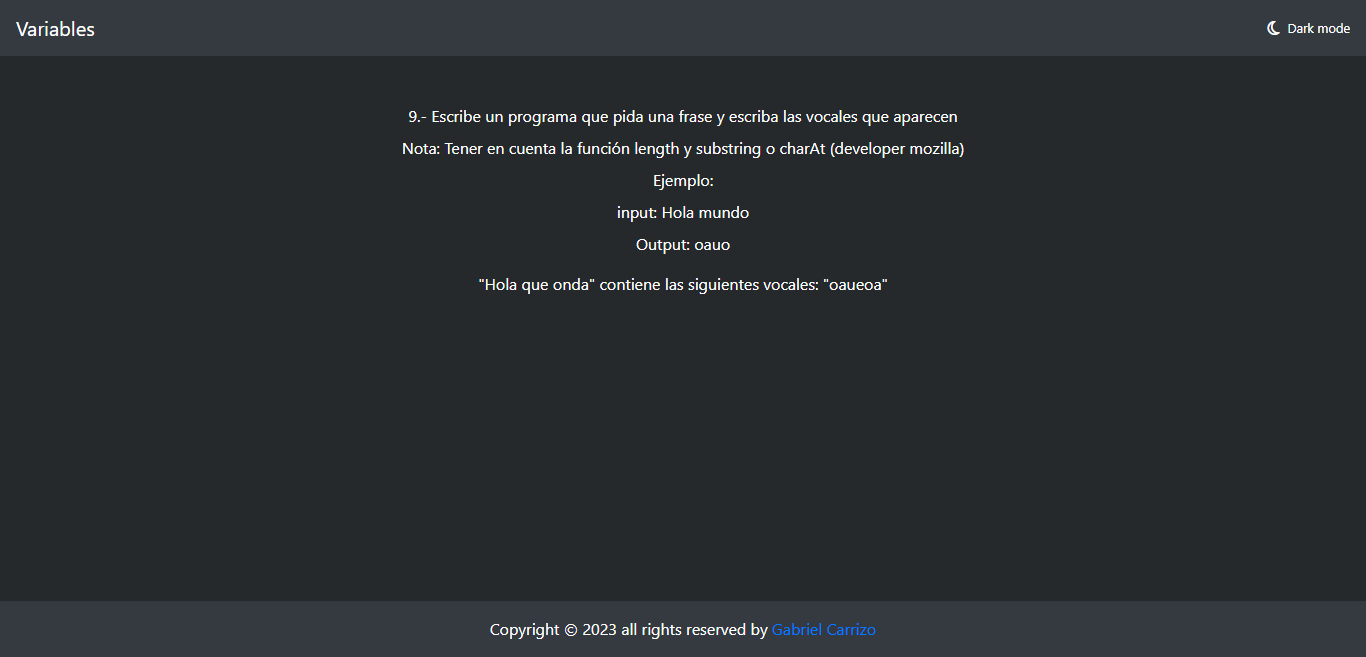 Variables
Dark mode
9.- Escribe un programa que pida una frase y escriba las vocales que aparecen
Nota: Tener en cuenta la función length y substring o charAt (developer mozilla)
Ejemplo:
input: Hola mundo
Output: oauo
"Hola que onda" contiene las siguientes vocales: "oaueoa"
Copyright © 2023 all rights reserved by Gabriel Carrizo